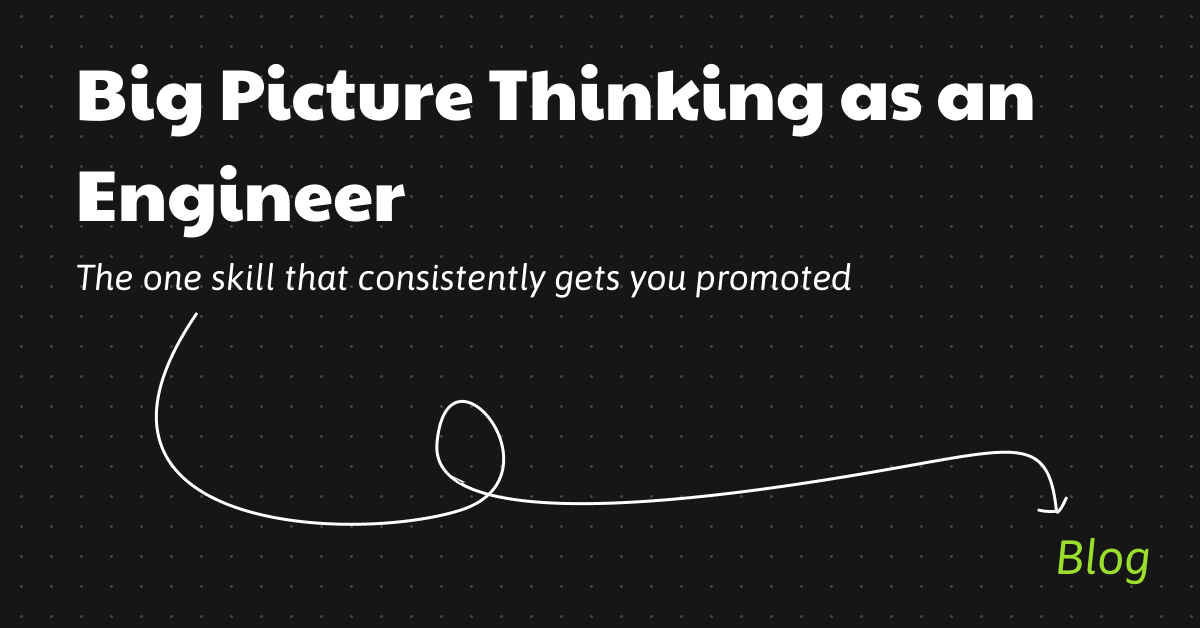 Big Picture Thinking as an
Engineer
The one skill that consistently gets you promoted
Blog